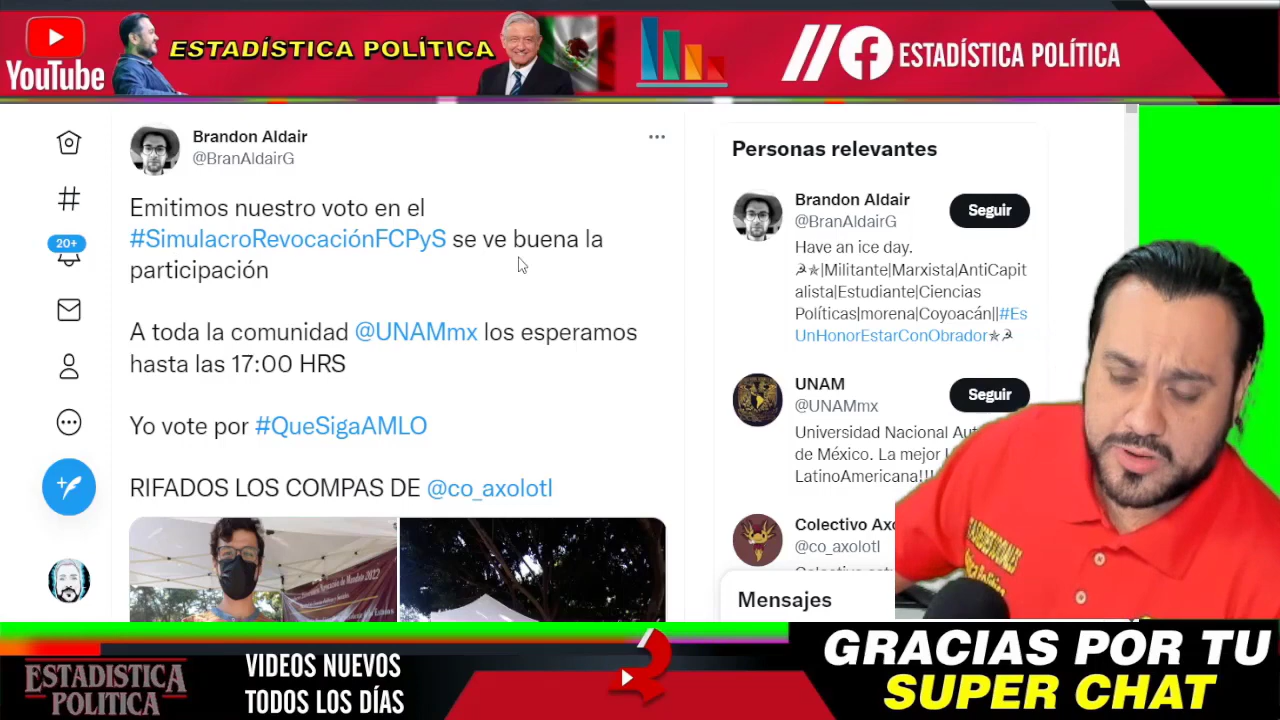 YouTube
ESTADÍSTICA POLÍTICA
ESTADÍSTICA POLÍTICA
Brandon Aldair
@BranAldairG
Emitimos nuestro voto en el
#SimulacroRevocaciónFCPyS se ve buena la
participación
A toda la comunidad @UNAMmx los esperamos
hasta las 17:00 HRS
Yo vote por #QueSigaAMLO
RIFADOS LOS COMPAS DE @co_axolotl
20+
Personas relevantes
Brandon Aldair
@BranAldairG
Seguir
Have an ice day.
☭✯|Militante|Marxista|AntiCapit
alista|Estudiante|Ciencias
Políticas|morena|Coyoacán||#Es
UnHonorEstarConObrador✯☭
UNAM
@UNAMmx
Seguir
Universidad Nacional
de México. La mejor
LatinoAmericana!!
Colectivo
@co_axolotl
Mensajes
ESTADISTICA
POLITICA
VIDEOS NUEVOS
TODOS LOS DÍAS
GRACIAS POR TU
SUPER CHAT